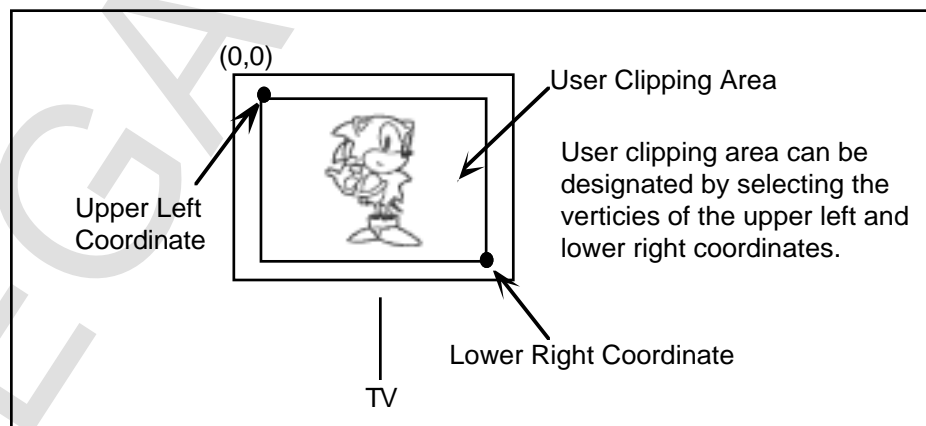 (0,0)
User Clipping Area
User clipping area can be
designated by selecting the
verticies of the upper left and
lower right coordinates.
Upper Left
Coordinate
Lower Right Coordinate
TV
EGA